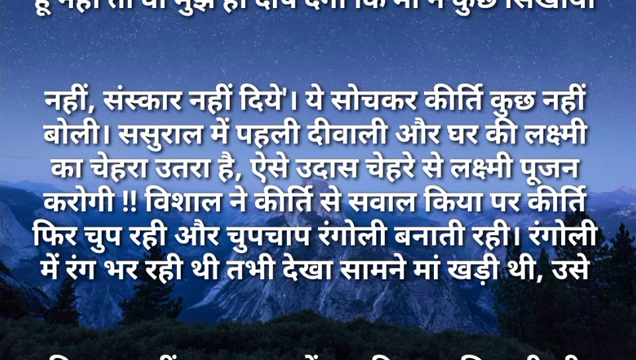 हूं नहीं तो वो मुझे ही दोष देगी कि मां ने कुछ सिखाया
नहीं, संस्कार नहीं दिये'। ये सोचकर कीर्ति कुछ नहीं
बोली। ससुराल में पहली दीवाली और घर की लक्ष्मी
का चेहरा उतरा है, ऐसे उदास चेहरे से लक्ष्मी पूजन
करोगी !! विशाल ने कीर्ति से सवाल किया पर कीर्ति
फिर चुप रही और चुपचाप रंगोली बनाती रही। रंगोली
में रंग भर रही थी तभी देखा सामने मां खड़ी थी, उसे